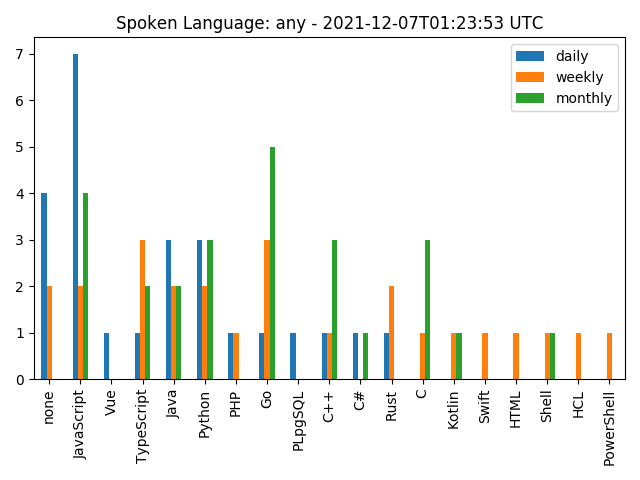 Spoken Language: any - 2021-12-07T01:23:53 UTC
daily
weekly
monthly
7
6
5
4
3
2
1
0
none
JavaScript
Vue
TypeScript
Java
Python
PHP
Go
PLpgSQL
C++
C#
Rust
C
Kotlin
Swift
HTML
Shell
HCL
PowerShell